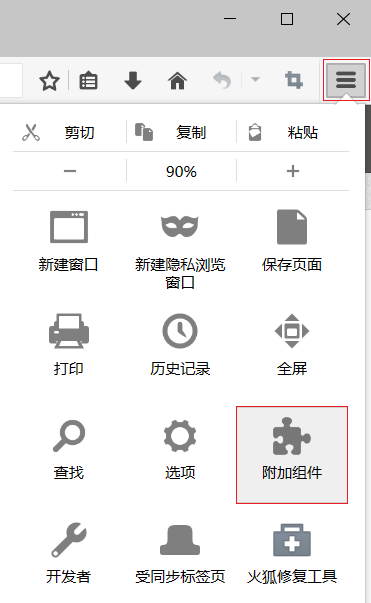 剪切 复制 粘贴
90%
新建窗口 新建隐私浏览 保存页面
窗口
打印 历史记录 全屏
查找 选项 附加组件
开发者 受同步标签页 火狐修复工具